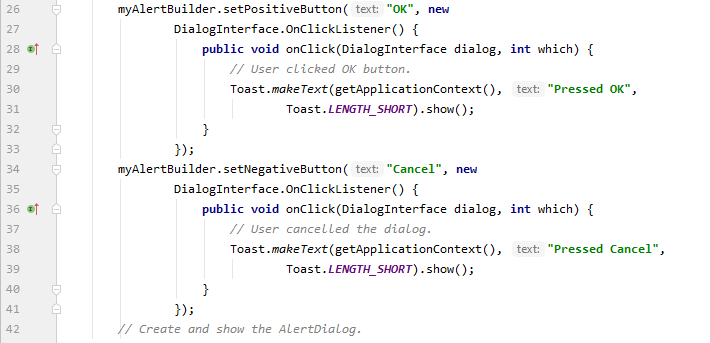 26 myAlertBuilder.setPositiveButton( text: "OK", new
27 DialogInterface.OnClickListener() {
28 public void onClick(DialogInterface dialog, int which) {
29 // User clicked OK button.
30 Toast.makeText(getApplicationContext(), text: "Pressed OK",
31 Toast.LENGTH_SHORT).show();
32 }
33 });
34 myAlertBuilder.setNegativeButton( text: "Cancel", new
35 DialogInterface.OnClickListener() {
36 public void onClick(DialogInterface dialog, int which) {
37 // User cancelled the dialog.
38 Toast.makeText(getApplicationContext(), text: "Pressed Cancel",
39 Toast.LENGTH_SHORT).show();
40 }
41 });
42 // Create and show the AlertDialog.